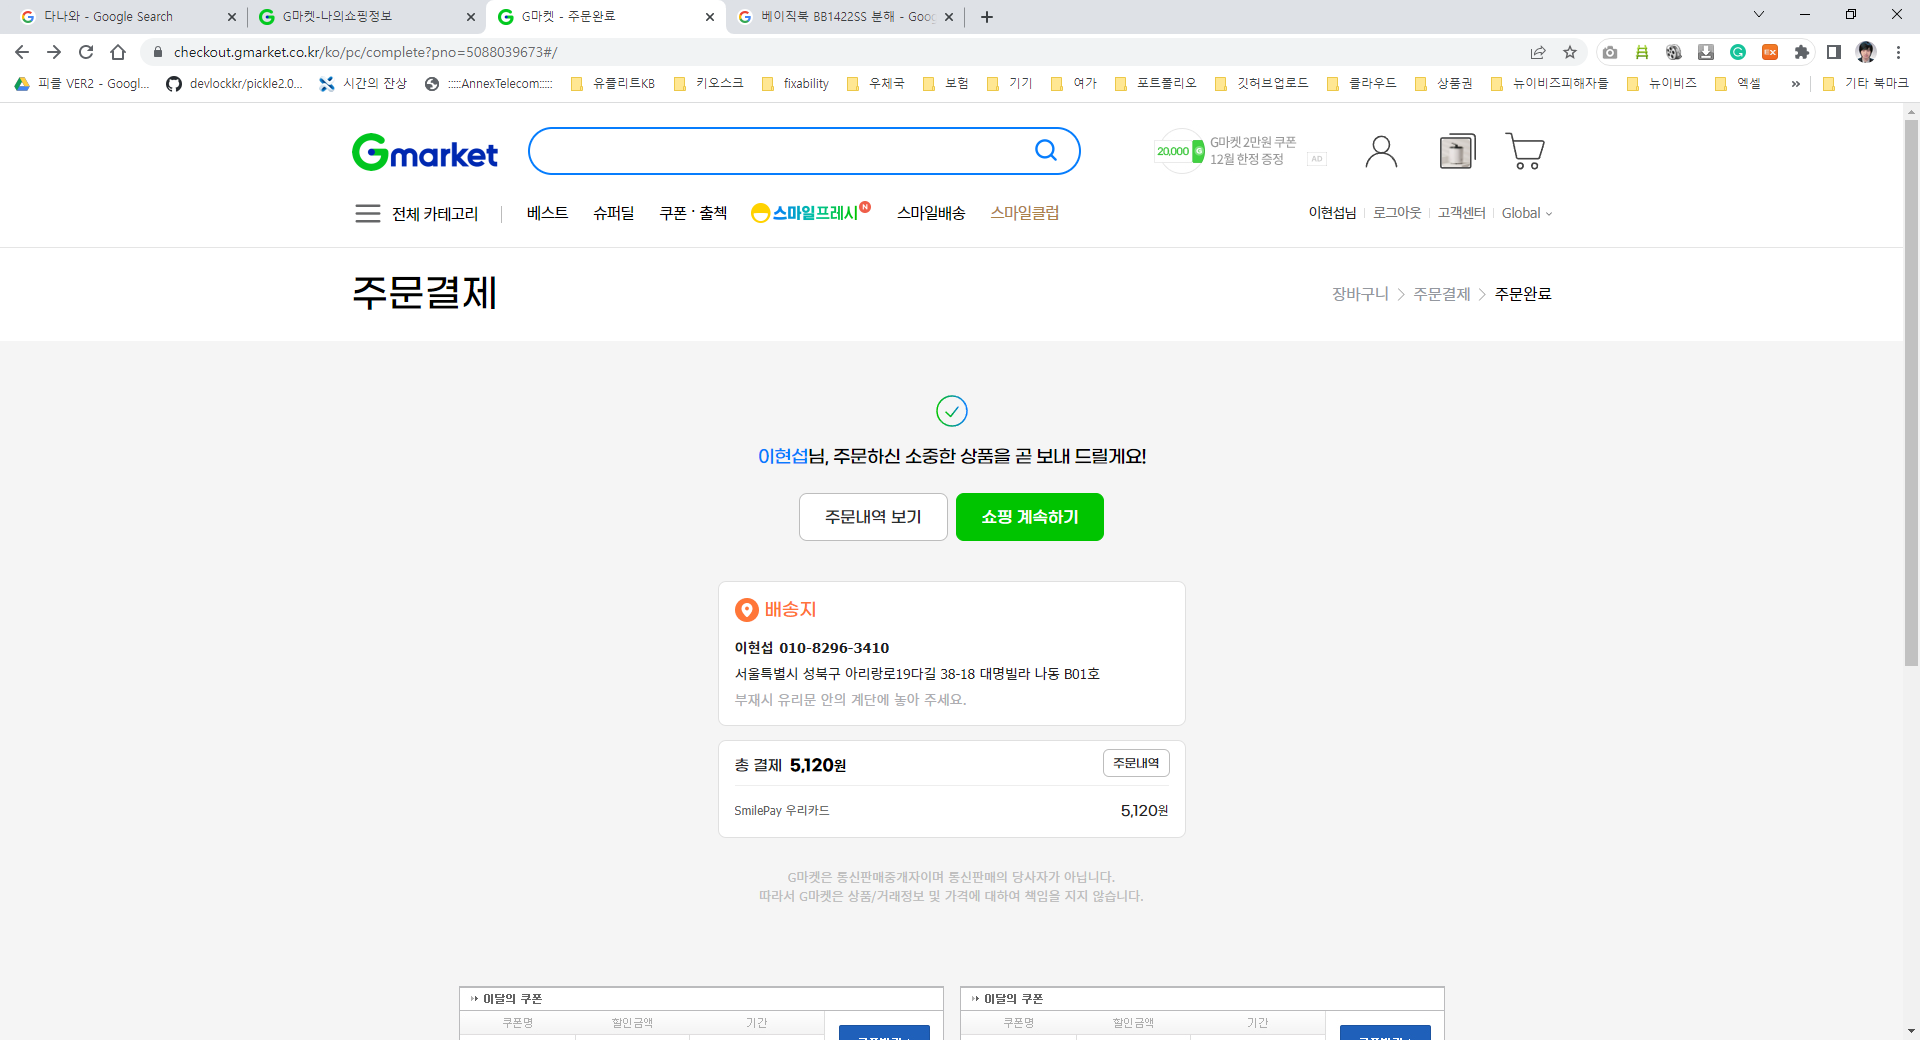 다나와 - Google Search
G마켓-나의쇼핑정보
G마켓 - 주문완료
베이직북 BB1422SS 분해 - Goog
checkout.gmarket.co.kr/ko/pc/complete?pno=5088039673#/
피클 VER2 - Googl...
devlockkr/pickle2.0...
시간의 잔상
:::::AnnexTelecom:::::
유플리트KB
키오스크
fixability
우체국
보험
기기
여가
포트폴리오
깃허브업로드
클라우드
상품권
뉴이비즈피해자들
뉴이비즈
엑셀
»
기타 북마크
Gmarket
20,000 G
G마켓 2만원 쿠폰
12월 한정 증정
AD
전체 카테고리
베스트
슈퍼딜
쿠폰 · 출첵
스마일프레시 N
스마일배송
스마일클럽
이현섭님
로그아웃
고객센터
Global
주문결제
장바구니 > 주문결제 > 주문완료
이현섭님, 주문하신 소중한 상품을 곧 보내 드릴게요!
주문내역 보기
쇼핑 계속하기
배송지
이현섭 010-8296-3410
서울특별시 성북구 아리랑로19다길 38-18 대명빌라 나동 B01호
부재시 유리문 안의 계단에 놓아 주세요.
총 결제 5,120원
주문내역
SmilePay 우리카드
5,120원
G마켓은 통신판매중개자이며 통신판매의 당사자가 아닙니다.
따라서 G마켓은 상품/거래정보 및 가격에 대하여 책임을 지지 않습니다.
이달의 쿠폰
쿠폰명
할인금액
기간
이달의 쿠폰
쿠폰명
할인금액
기간